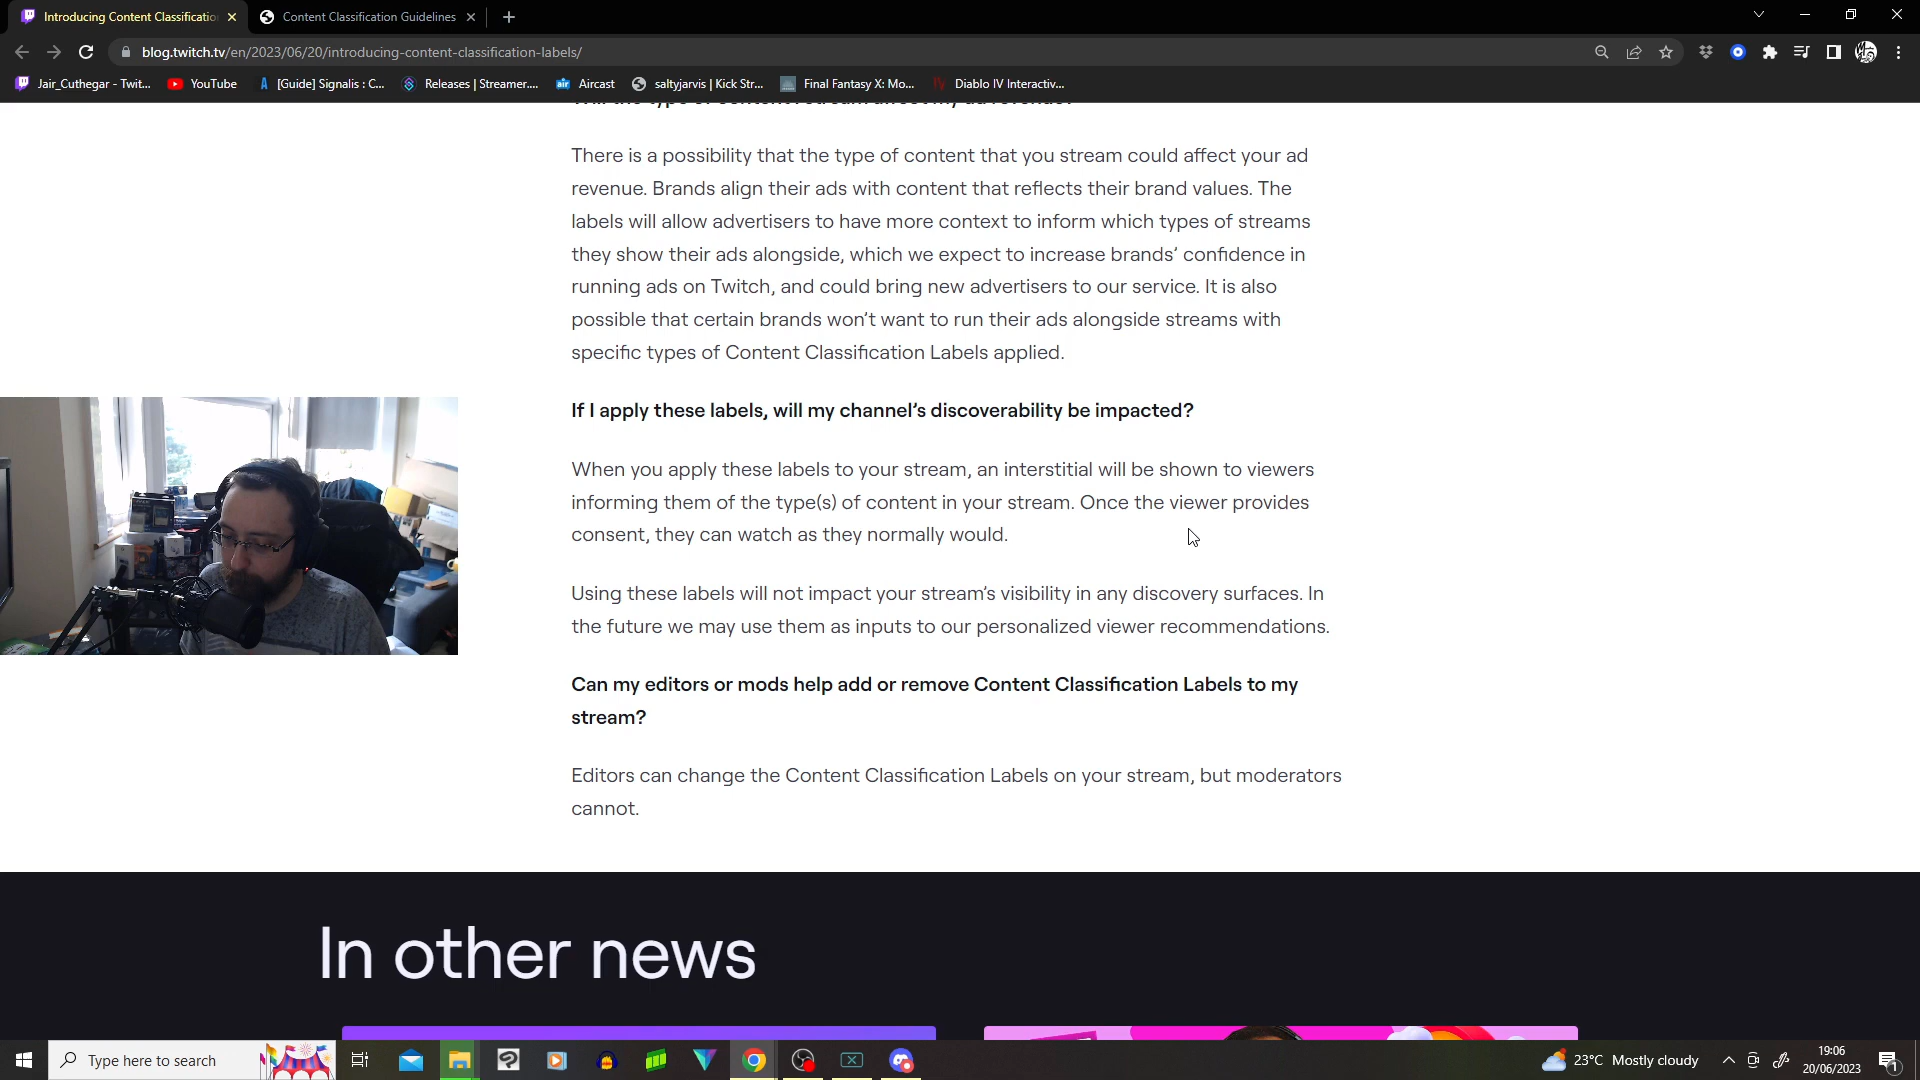 Introducing Content Classificatio
Content Classification Guidelines
blog.twitch.tv/en/2023/06/20/introducing-content-classification-labels/
Jair_Cuthegar - Twit...
YouTube
[Guide] Signalis : C...
Releases | Streamer....
Aircast
saltyjarvis | Kick Str...
Final Fantasy X: Mo...
Diablo IV Interactiv...
There is a possibility that the type of content that you stream could affect your ad
revenue. Brands align their ads with content that reflects their brand values. The
labels will allow advertisers to have more context to inform which types of streams
they show their ads alongside, which we expect to increase brands’ confidence in
running ads on Twitch, and could bring new advertisers to our service. It is also
possible that certain brands won’t want to run their ads alongside streams with
specific types of Content Classification Labels applied.
If I apply these labels, will my channel’s discoverability be impacted?
When you apply these labels to your stream, an interstitial will be shown to viewers
informing them of the type(s) of content in your stream. Once the viewer provides
consent, they can watch as they normally would.
Using these labels will not impact your stream’s visibility in any discovery surfaces. In
the future we may use them as inputs to our personalized viewer recommendations.
Can my editors or mods help add or remove Content Classification Labels to my
stream?
Editors can change the Content Classification Labels on your stream, but moderators
cannot.
In other news
Type here to search
23°C Mostly cloudy
19:06
20/06/2023
1